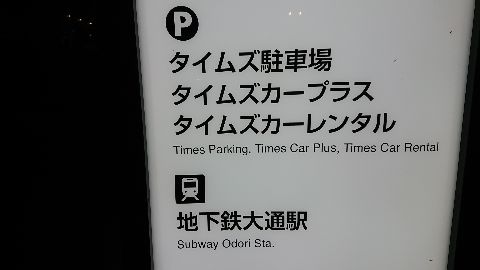 P
タイムズ駐車場
タイムズカープラス
タイムズカーレンタル
Times Parking, Times Car Plus, Times Car Rental
地下鉄大通駅
Subway Odori Sta.